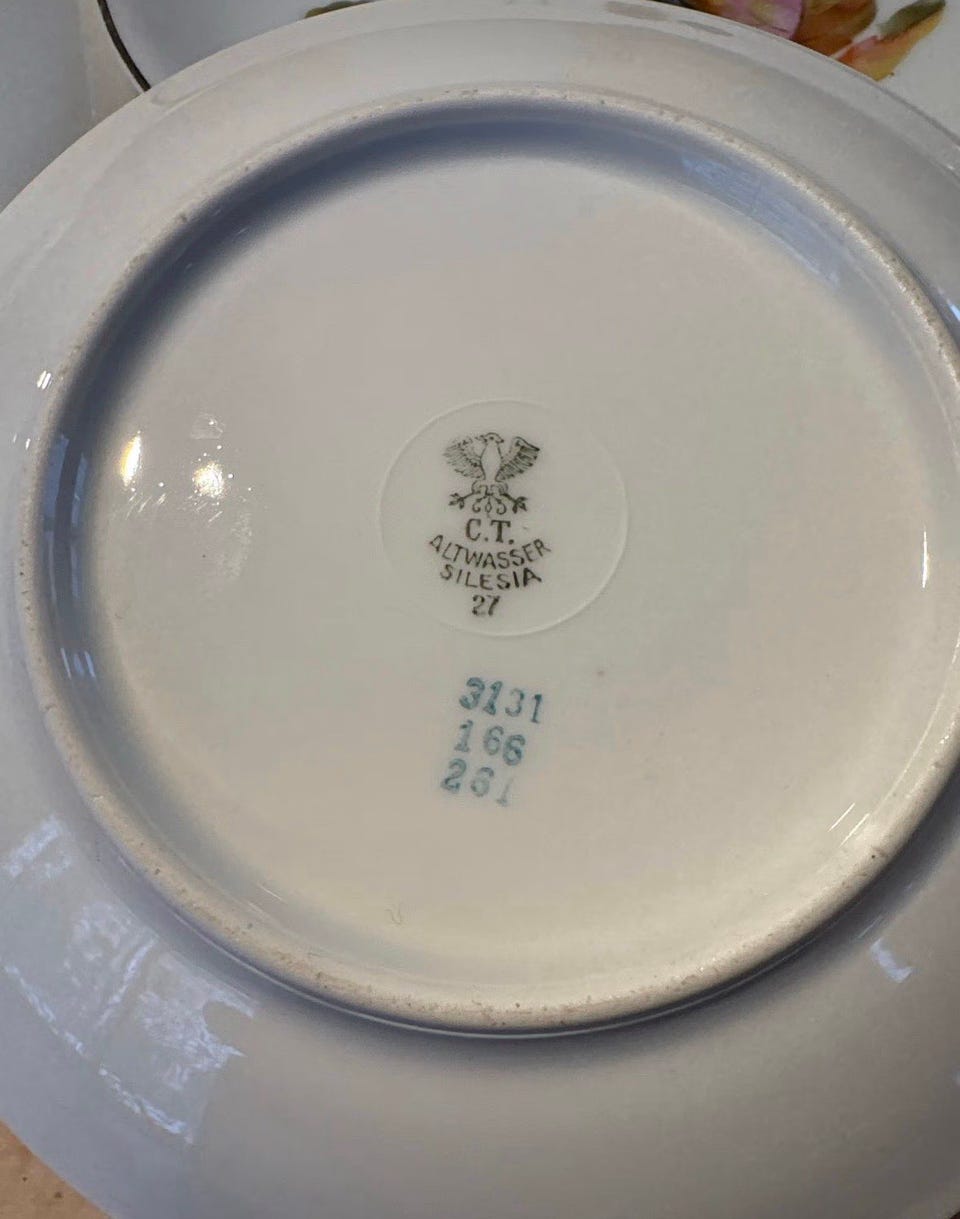 C.T.
ALTWASSER
SILESIA
27
3131
166
261